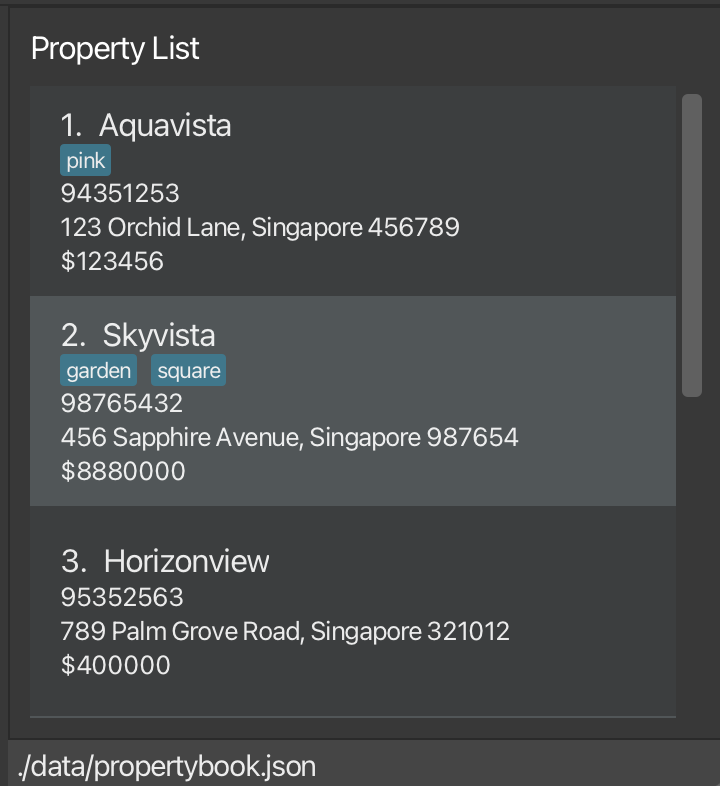 Property List
1. Aquavista
pink
94351253
123 Orchid Lane, Singapore 456789
$123456
2. Skyvista
garden square
98765432
456 Sapphire Avenue, Singapore 987654
$8880000
3. Horizonview
95352563
789 Palm Grove Road, Singapore 321012
$400000
./data/propertybook.json